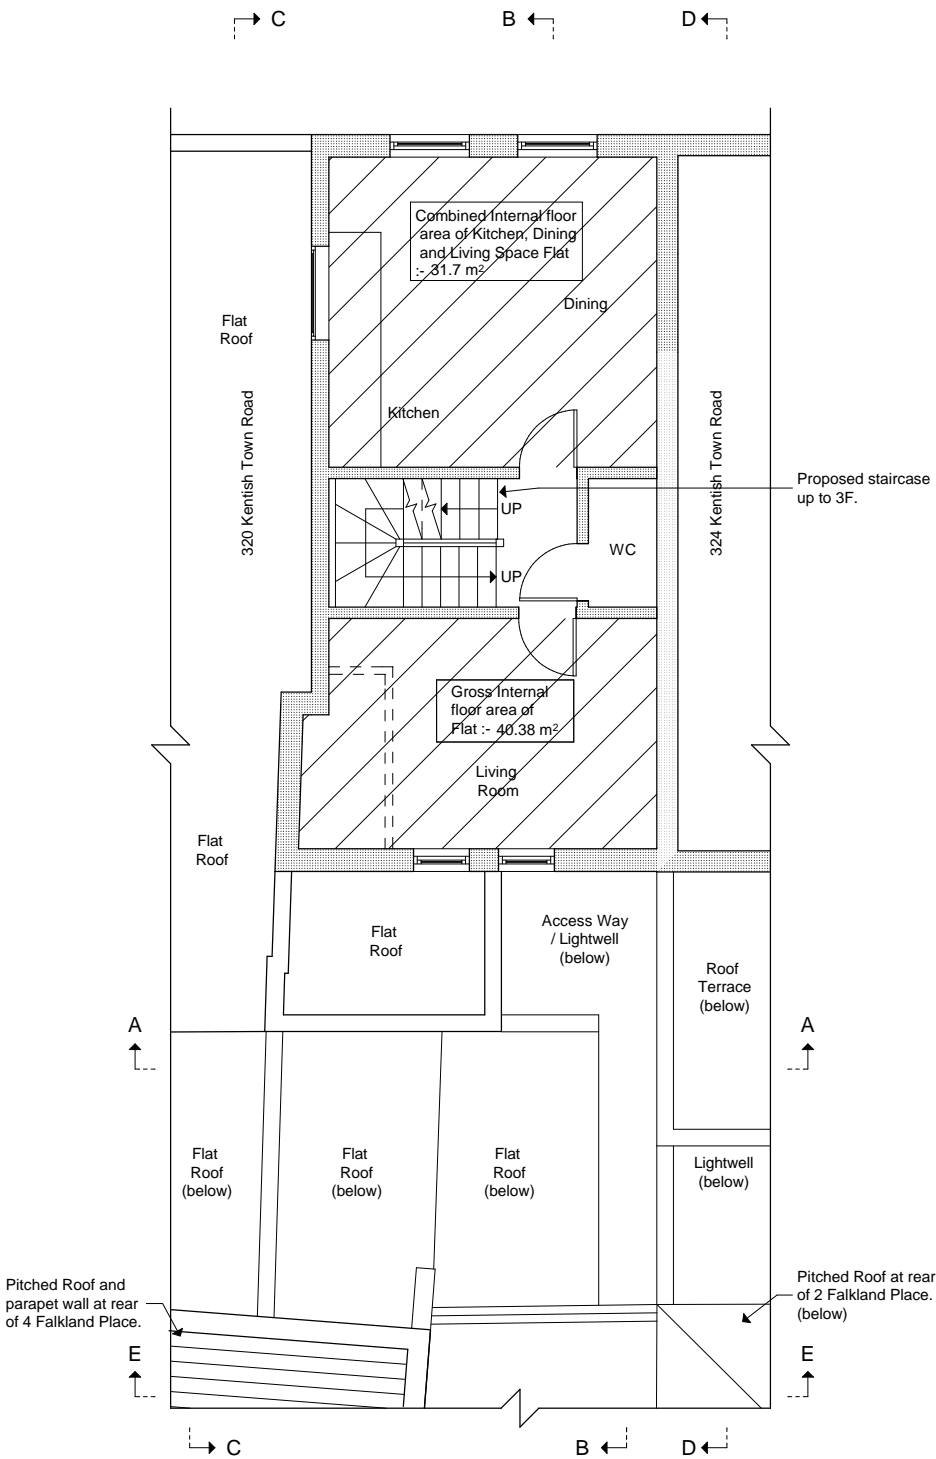 C
B
D
Combined Internal floor
area of Kitchen, Dining
and Living Space Flat
:- 31.7 m²
Dining
Flat
Roof
320 Kentish Town Road
Kitchen
324 Kentish Town Road
Proposed staircase
up to 3F.
UP
WC
UP
Gross Internal
floor area of
Flat :- 40.38 m²
Living
Room
Flat
Roof
Flat
Roof
Access Way
/ Lightwell
(below)
Roof
Terrace
(below)
A
A
Flat
Roof
(below)
Flat
Roof
(below)
Flat
Roof
(below)
Lightwell
(below)
Pitched Roof and
parapet wall at rear
of 4 Falkland Place.
Pitched Roof at rear
of 2 Falkland Place.
(below)
E
E
C
B
D